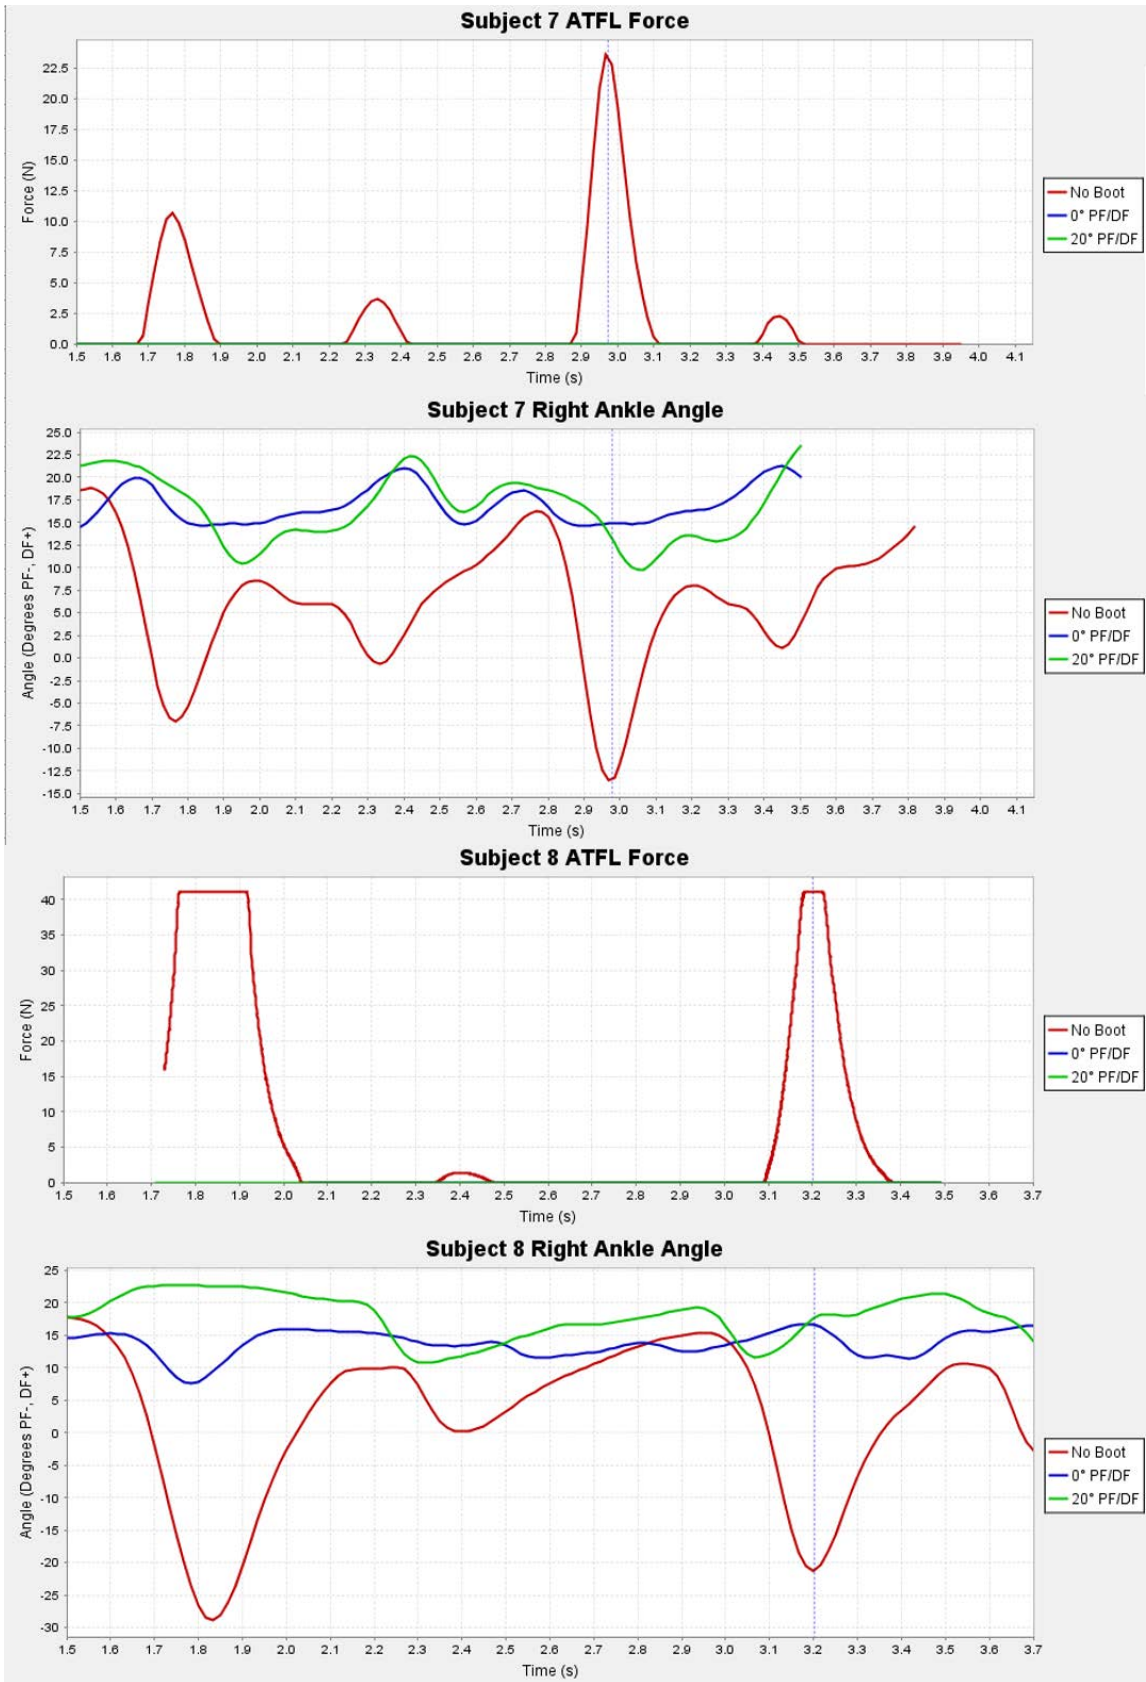 Subject 7 ATFL Force
Force (N)
22.5
20.0
17.5
15.0
12.5
10.0
7.5
5.0
2.5
0.0
1.5 1.6 1.7 1.8 1.9 2.0 2.1 2.2 2.3 2.4 2.5 2.6 2.7 2.8 2.9 3.0 3.1 3.2 3.3 3.4 3.5 3.6 3.7 3.8 3.9 4.0 4.1
Time (s)
No Boot
0° PF/DF
20° PF/DF
Subject 7 Right Ankle Angle
Angle (Degrees PF-, DF+)
25.0
22.5
20.0
17.5
15.0
12.5
10.0
7.5
5.0
2.5
0.0
-2.5
-5.0
-7.5
-10.0
-12.5
-15.0
1.5 1.6 1.7 1.8 1.9 2.0 2.1 2.2 2.3 2.4 2.5 2.6 2.7 2.8 2.9 3.0 3.1 3.2 3.3 3.4 3.5 3.6 3.7 3.8 3.9 4.0 4.1
Time (s)
No Boot
0° PF/DF
20° PF/DF
Subject 8 ATFL Force
Force (N)
40
35
30
25
20
15
10
5
0
1.5 1.6 1.7 1.8 1.9 2.0 2.1 2.2 2.3 2.4 2.5 2.6 2.7 2.8 2.9 3.0 3.1 3.2 3.3 3.4 3.5 3.6 3.7
Time (s)
No Boot
0° PF/DF
20° PF/DF
Subject 8 Right Ankle Angle
Angle (Degrees PF-, DF+)
25
20
15
10
5
0
-5
-10
-15
-20
-25
-30
1.5 1.6 1.7 1.8 1.9 2.0 2.1 2.2 2.3 2.4 2.5 2.6 2.7 2.8 2.9 3.0 3.1 3.2 3.3 3.4 3.5 3.6 3.7
Time (s)
No Boot
0° PF/DF
20° PF/DF